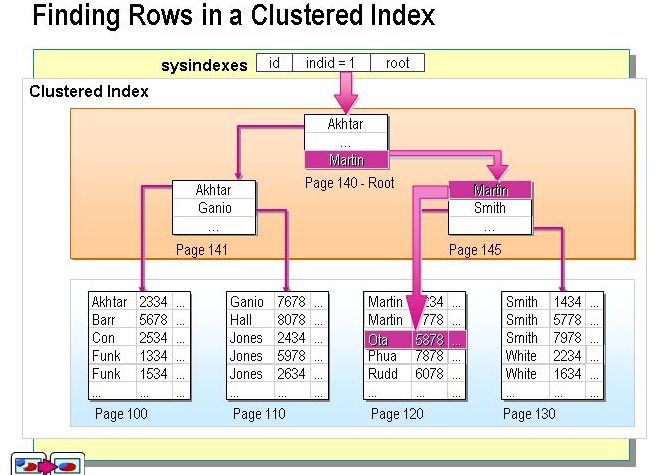 Finding Rows in a Clustered Index
sysindexes id indid = 1 root
Clustered Index
Akhtar
...
Martin
Page 140 - Root
Akhtar
Ganio
...
Page 141
Martin
Smith
...
Page 145
Akhtar 2334 ...
Barr 5678 ...
Con 2534 ...
Funk 1334 ...
Funk 1534 ...
... ...
Page 100
Ganio 7678 ...
Hall 8078 ...
Jones 2434 ...
Jones 5978 ...
Jones 2634 ...
... ...
Page 110
Martin 234 ...
Martin 778 ...
Ota 5878 ...
Phua 7878 ...
Rudd 6078 ...
... ...
Page 120
Smith 1434 ...
Smith 5778 ...
Smith 7978 ...
White 2234 ...
White 1634 ...
... ...
Page 130